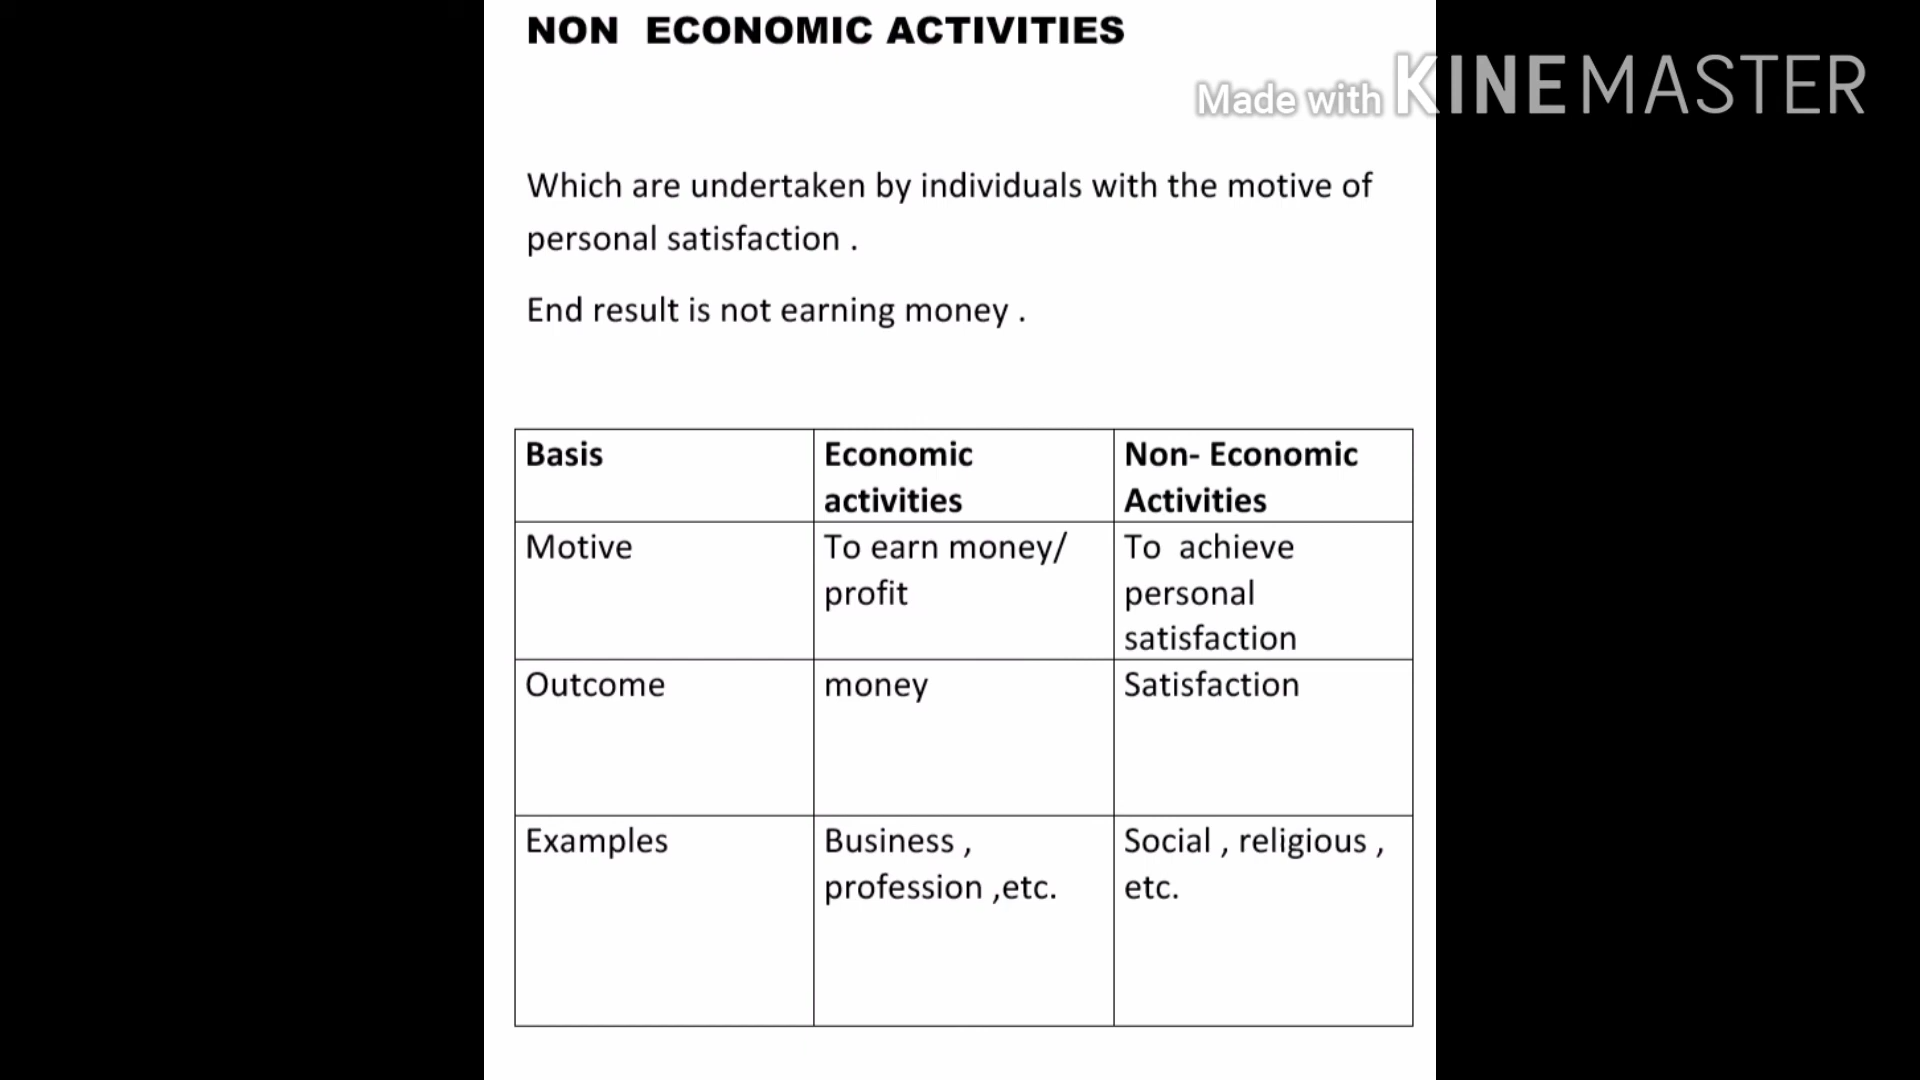 NON ECONOMIC ACTIVITIES
Made with KINEMASTER
Which are undertaken by individuals with the motive of
personal satisfaction .
End result is not earning money .
Basis
Economic
activities
Non- Economic
Activities
Motive
To earn money/
profit
To achieve
personal
satisfaction
Outcome
money
Satisfaction
Examples
Business ,
profession ,etc.
Social , religious ,
etc.